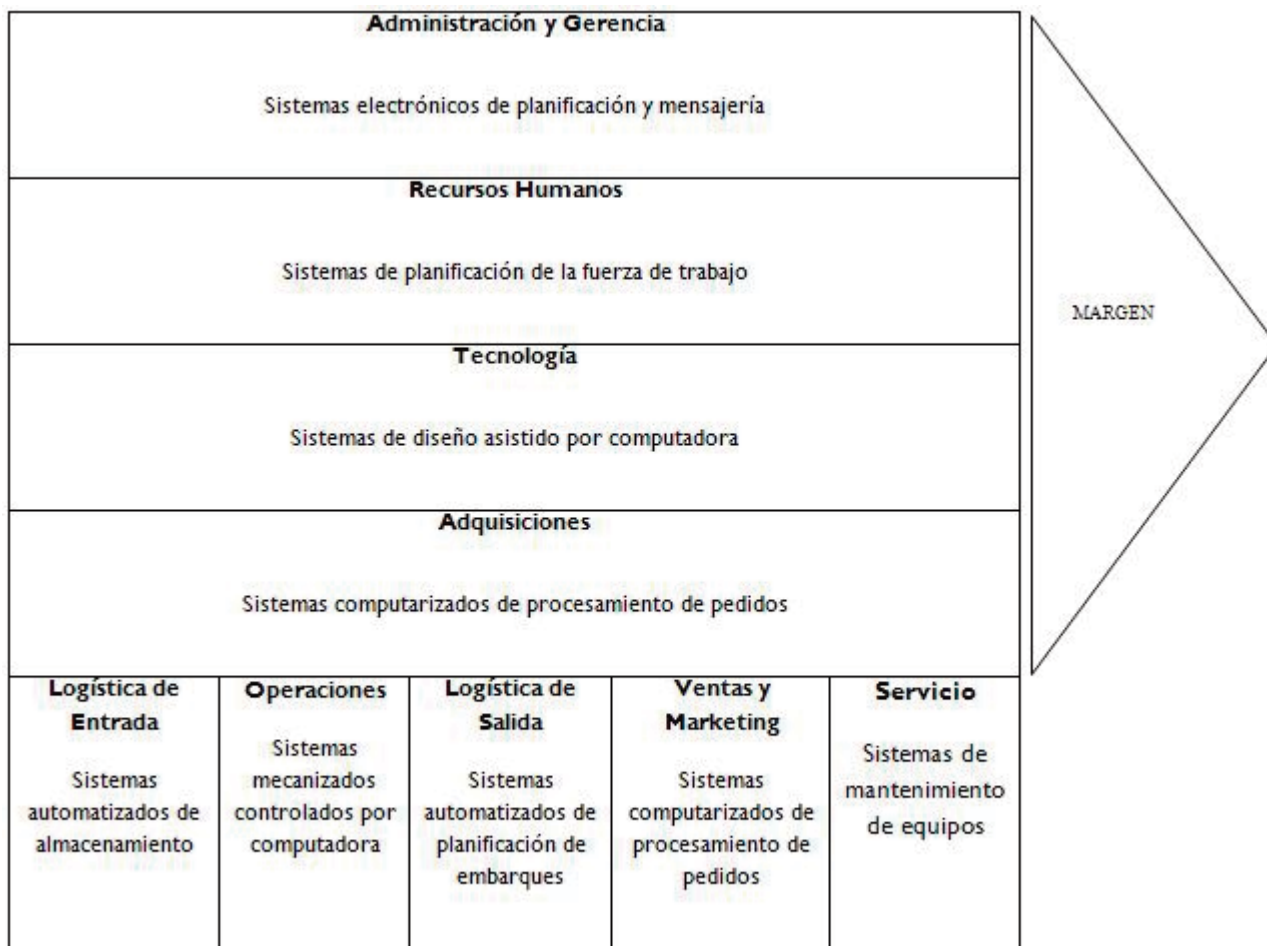 Administración y Gerencia
Sistemas electrónicos de planificación y mensajería
Recursos Humanos
Sistemas de planificación de la fuerza de trabajo
MARGEN
Tecnología
Sistemas de diseño asistido por computadora
Adquisiciones
Sistemas computarizados de procesamiento de pedidos
Logística de
Entrada
Sistemas
automatizados de
almacenamiento
Operaciones
Sistemas
mecanizados
controlados por
computadora
Logística de
Salida
Sistemas
automatizados de
planificación de
embarques
Ventas y
Marketing
Sistemas
computarizados de
procesamiento de
pedidos
Servicio
Sistemas de
mantenimiento
de equipos